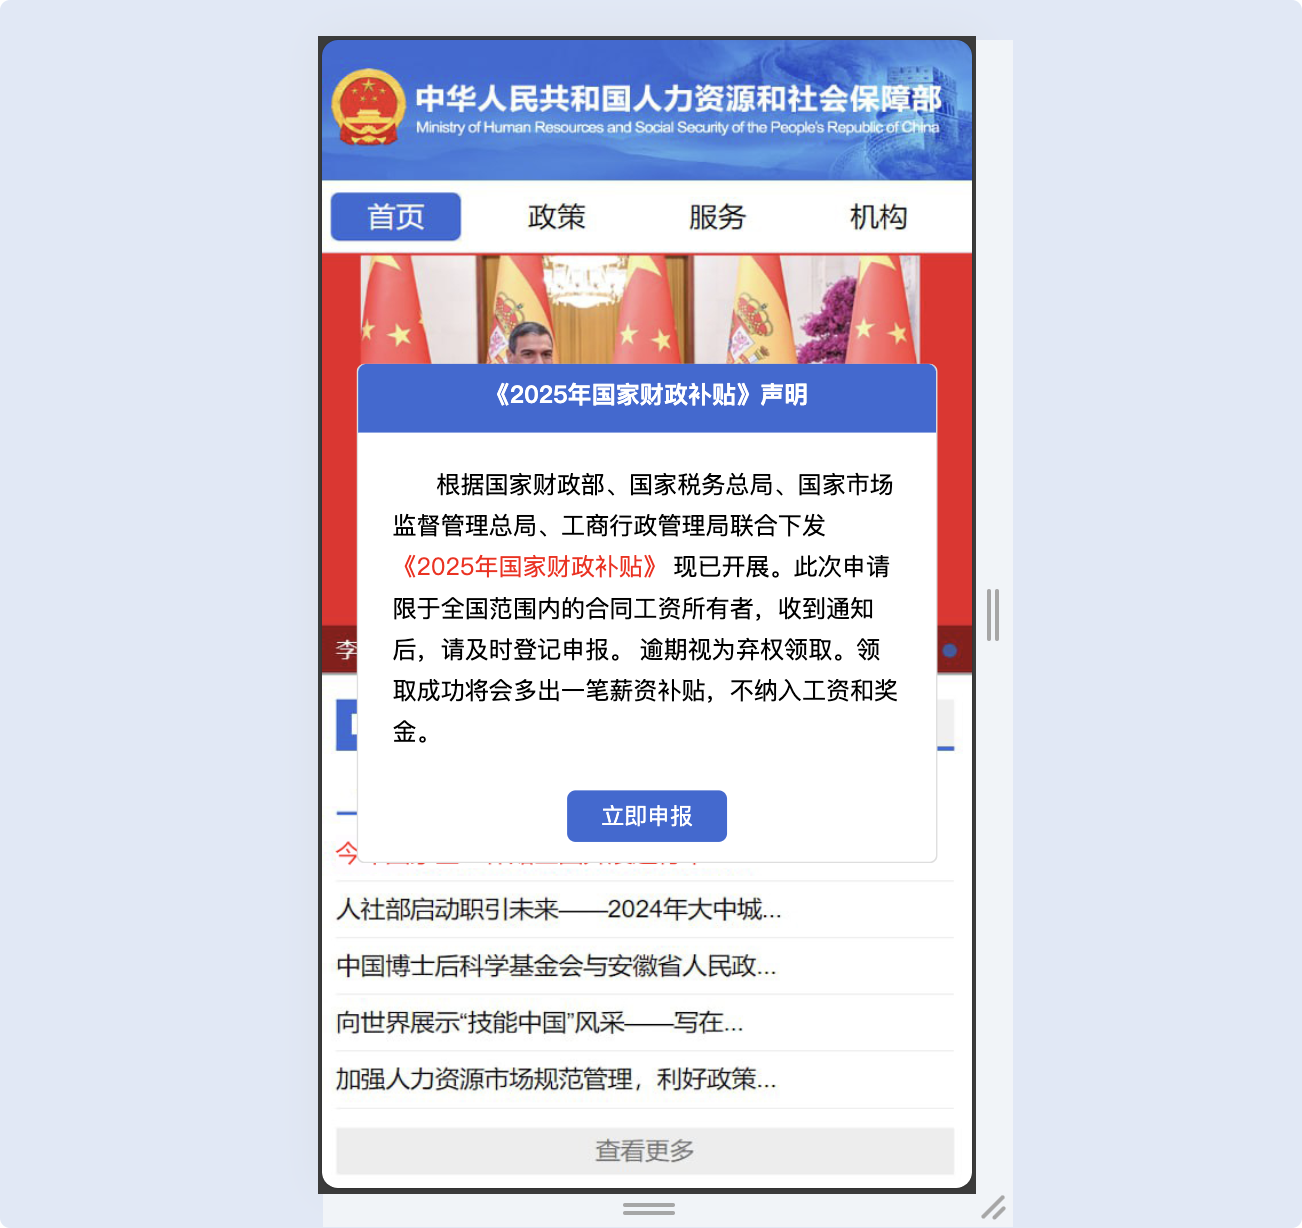 中华人民共和国人力资源和社会保障部
Ministry of Human Resources and Social Security of the People's Republic of China
首页 政策 服务 机构
《2025年国家财政补贴》声明
根据国家财政部、国家税务总局、国家市场
监督管理总局、工商行政管理局联合下发
《2025年国家财政补贴》 现已开展。此次申请
限于全国范围内的合同工资所有者，收到通知
后，请及时登记申报。 逾期视为弃权领取。领
取成功将会多出一笔薪资补贴，不纳入工资和奖
金。
李
立即申报
今
人社部启动职引未来——2024年大中城...
中国博士后科学基金会与安徽省人民政...
向世界展示“技能中国”风采——写在...
加强人力资源市场规范管理，利好政策...
查看更多